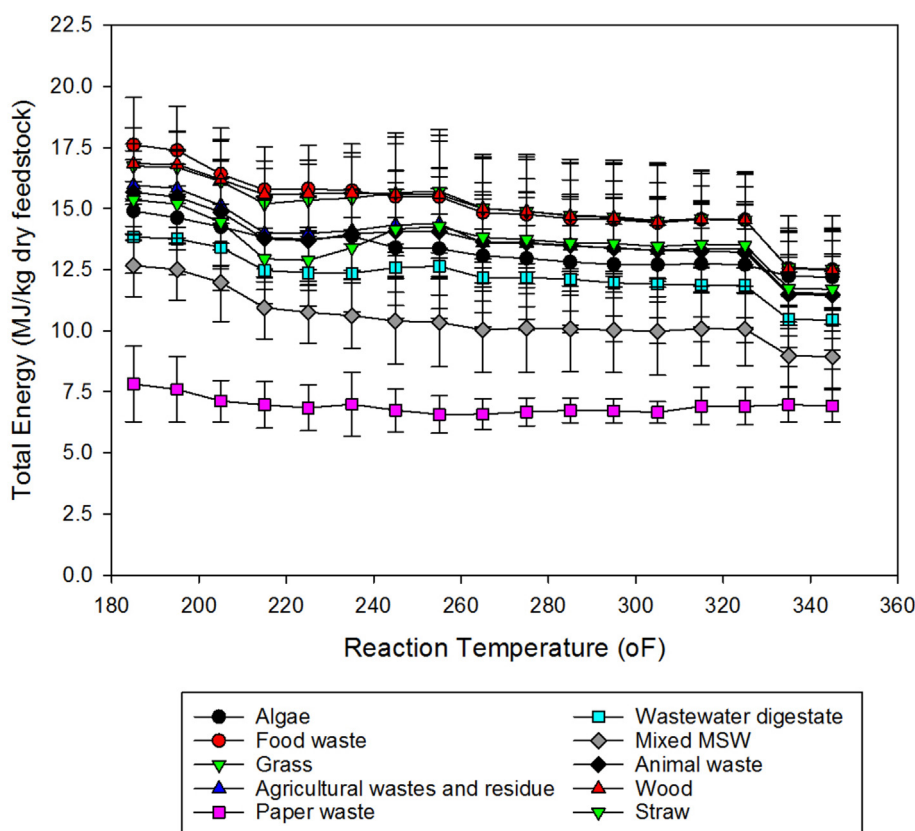 22.5
20.0
17.5
15.0
12.5
10.0
7.5
5.0
2.5
0.0
Total Energy (MJ/kg dry feedstock)
180 200 220 240 260 280 300 320 340 360
Reaction Temperature (oF)
Algae
Food waste
Grass
Agricultural wastes and residue
Paper waste
Wastewater digestate
Mixed MSW
Animal waste
Wood
Straw